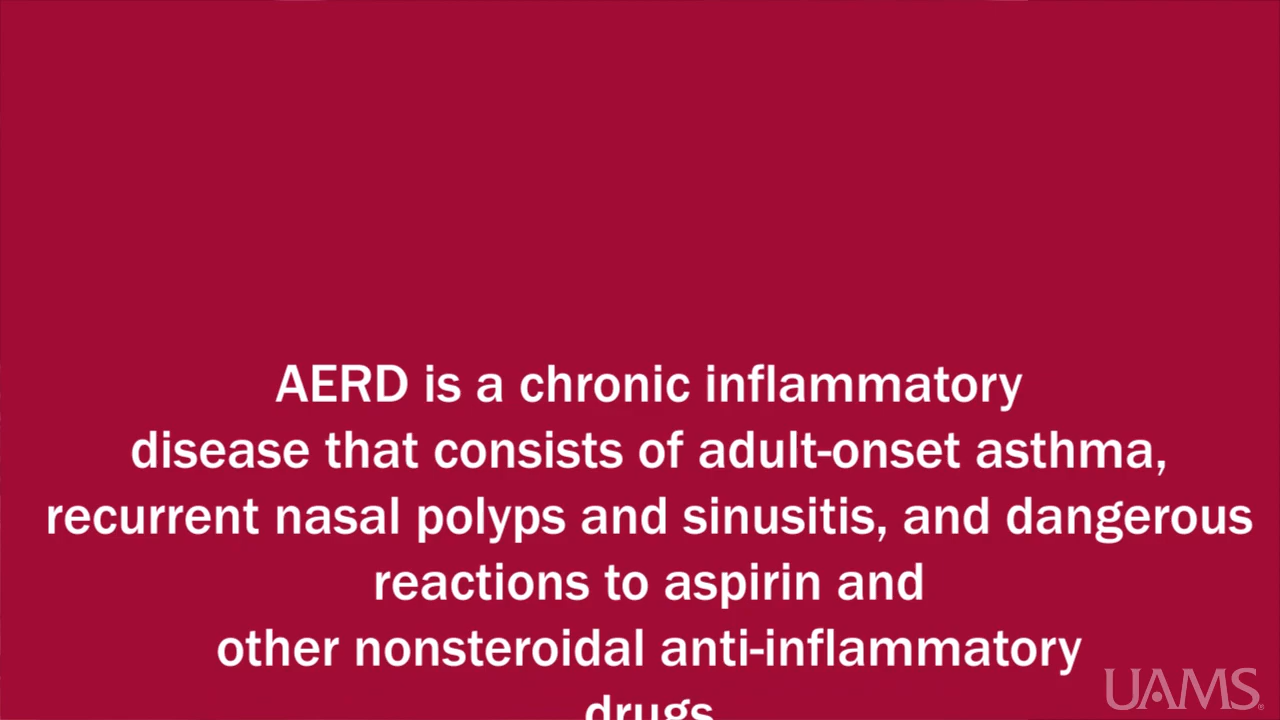 AERD is a chronic inflammatory
disease that consists of adult-onset asthma,
recurrent nasal polyps and sinusitis, and dangerous
reactions to aspirin and
other nonsteroidal anti-inflammatory
drugs
UAMS®